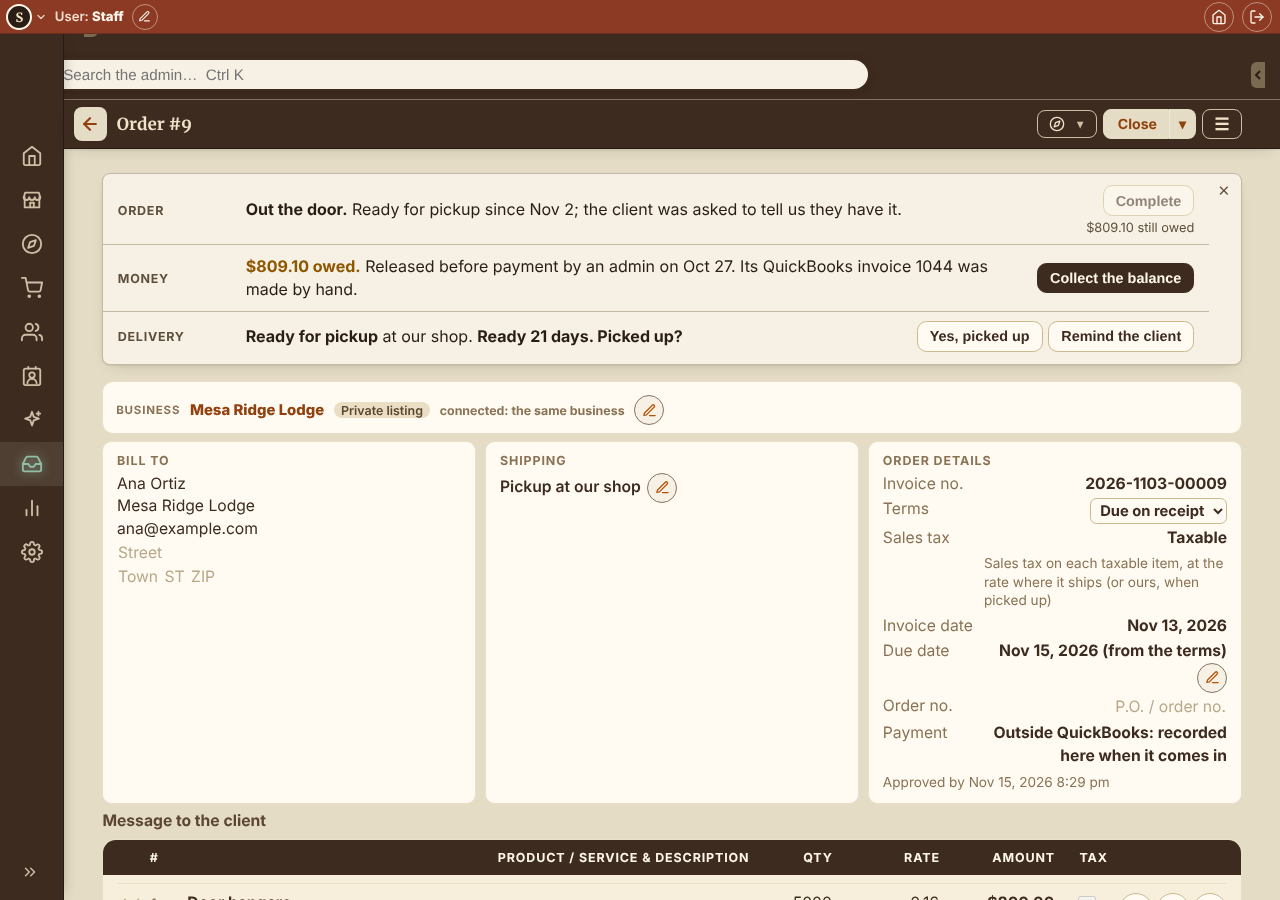 S User: Staff
Search the admin… Ctrl K
Order #9
Close
ORDER
Out the door. Ready for pickup since Nov 2; the client was asked to tell us they have it.
Complete
$809.10 still owed
MONEY
$809.10 owed. Released before payment by an admin on Oct 27. Its QuickBooks invoice 1044 was
made by hand.
Collect the balance
DELIVERY
Ready for pickup at our shop. Ready 21 days. Picked up?
Yes, picked up
Remind the client
BUSINESS Mesa Ridge Lodge Private listing connected: the same business
BILL TO
Ana Ortiz
Mesa Ridge Lodge
ana@example.com
Street
Town ST ZIP
SHIPPING
Pickup at our shop
ORDER DETAILS
Invoice no. 2026-1103-00009
Terms Due on receipt
Sales tax Taxable
Sales tax on each taxable item, at the
rate where it ships (or ours, when
picked up)
Invoice date Nov 13, 2026
Due date Nov 15, 2026 (from the terms)
Order no. P.O. / order no.
Payment Outside QuickBooks: recorded
here when it comes in
Approved by Nov 15, 2026 8:29 pm
Message to the client
# PRODUCT / SERVICE & DESCRIPTION QTY RATE AMOUNT TAX